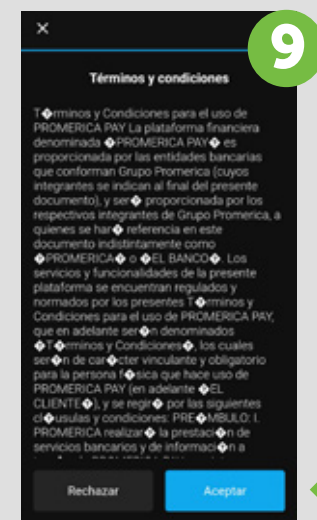 9
Términos y condiciones
T�rminos y Condiciones para el uso de
PROMERICA PAY La plataforma financiera
denominada �PROMERICA PAY� es
proporcionada por las entidades bancarias
que conforman Grupo Promerica (cuyos
integrantes se indican al final del presente
documento), y ser� proporcionada por los
respectivos integrantes de Grupo Promerica, a
quienes se har� referencia en este
documento indistintamente como
�PROMERICA� o �EL BANCO�. Los
servicios y funcionalidades de la presente
plataforma se encuentran regulados y
normados por los presentes T�rminos y
Condiciones para el uso de PROMERICA PAY,
que en adelante ser�n denominados
�T�rminos y Condiciones�, los cuales
ser�n de car�cter vinculante y obligatorio
para la persona f�sica que hace uso de
PROMERICA PAY (en adelante �EL
CLIENTE�), y se regir� por las siguientes
cl�usulas y condiciones: PRE�MBULO: I.
PROMERICA realizar� la prestaci�n de
servicios bancarios y de informaci�n a
Rechazar
Aceptar